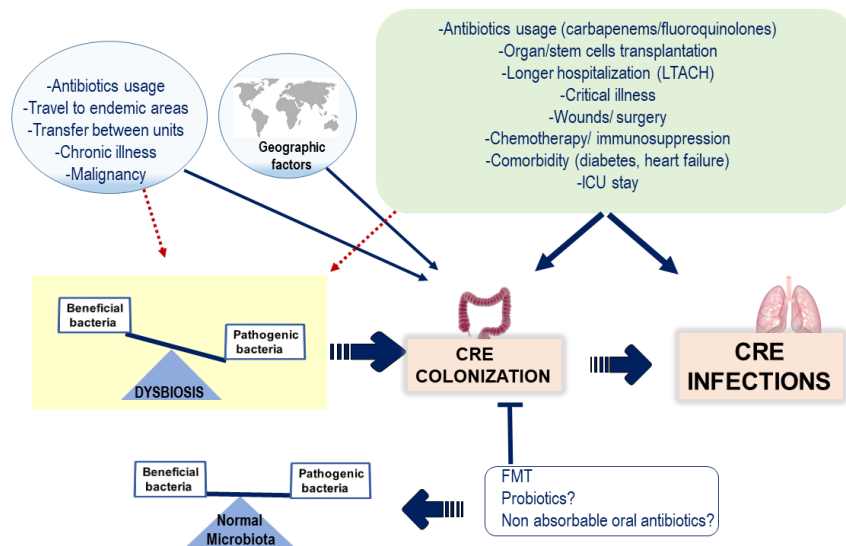 -Antibiotics usage
-Travel to endemic areas
-Transfer between units
-Chronic illness
-Malignancy
Geographic
factors
-Antibiotics usage (carbapenems/fluoroquinolones)
-Organ/stem cells transplantation
-Longer hospitalization (LTACH)
-Critical illness
-Wounds/ surgery
-Chemotherapy/ immunosuppression
-Comorbidity (diabetes, heart failure)
-ICU stay
Beneficial
bacteria
Pathogenic
bacteria
DYSBIOSIS
CRE
COLONIZATION
CRE
INFECTIONS
Beneficial
bacteria
Pathogenic
bacteria
Normal
Microbiota
FMT
Probiotics?
Non absorbable oral antibiotics?